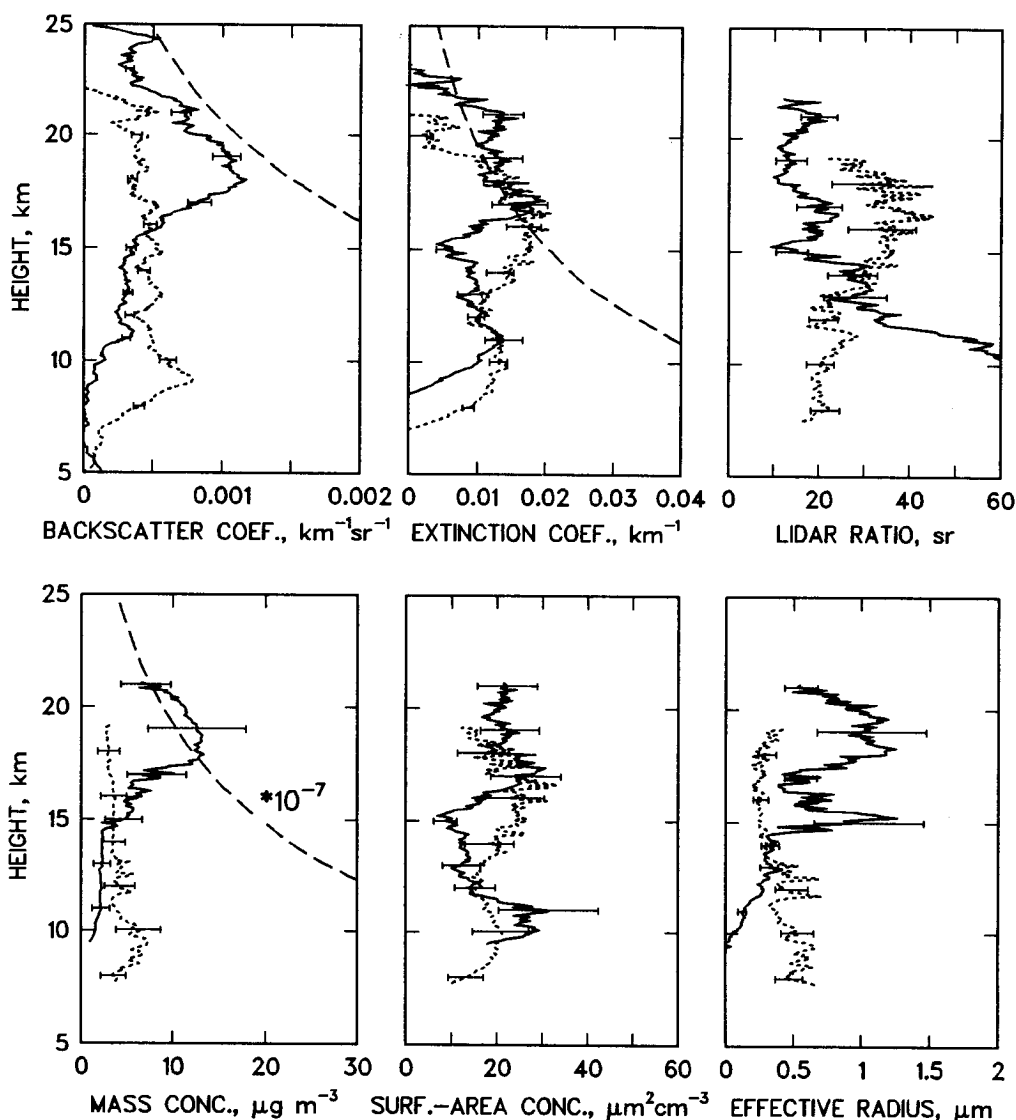 25
20
15
10
5
HEIGHT, km
0 0.001 0.002
BACKSCATTER COEF., km⁻¹sr⁻¹
0 0.01 0.02 0.03 0.04
EXTINCTION COEF., km⁻¹
0 20 40 60
LIDAR RATIO, sr
25
20
15
10
5
HEIGHT, km
*10⁻⁷
0 10 20 30
MASS CONC., μg m⁻³
0 20 40 60
SURF.-AREA CONC., μm²cm⁻³
0 0.5 1 1.5 2
EFFECTIVE RADIUS, μm